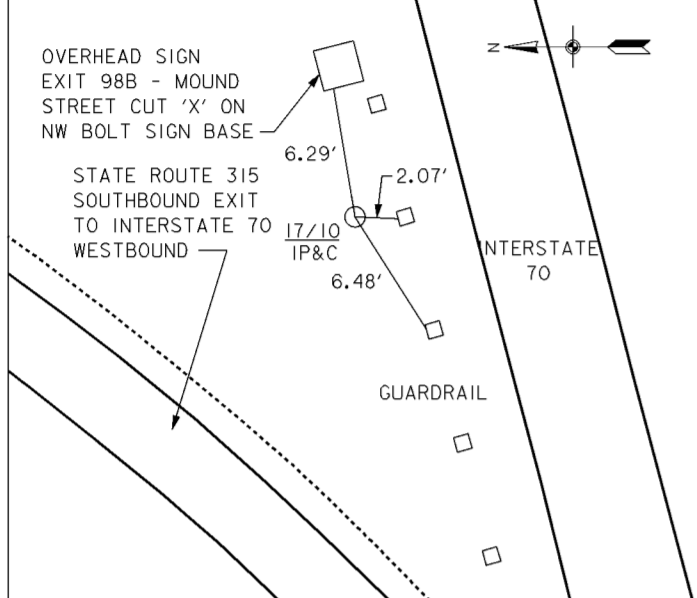 OVERHEAD SIGN
EXIT 98B - MOUND
STREET CUT 'X' ON
NW BOLT SIGN BASE
N
6.29'
STATE ROUTE 315
SOUTHBOUND EXIT
TO INTERSTATE 70
WESTBOUND
2.07'
17/10
IP&C
6.48'
INTERSTATE
70
GUARDRAIL